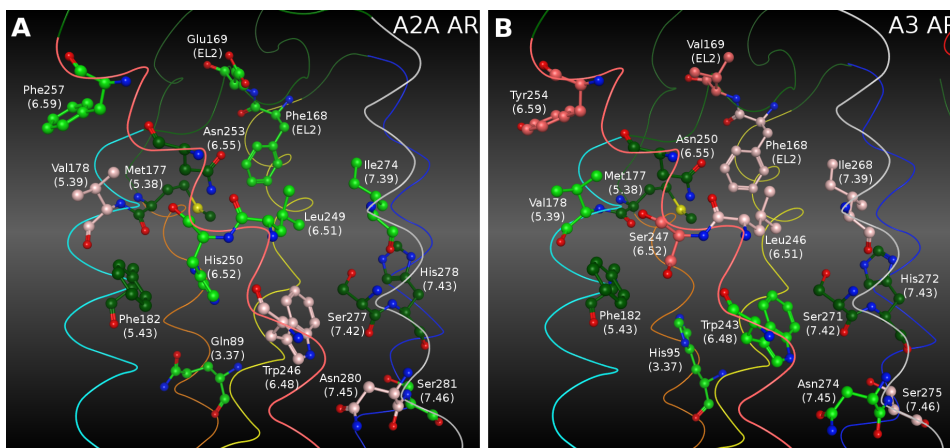 A
A2A AR
Glu169
(EL2)
Phe257
(6.59)
Phe168
(EL2)
Asn253
(6.55)
Val178
(5.39)
Met177
(5.38)
Ile274
(7.39)
Leu249
(6.51)
His250
(6.52)
His278
(7.43)
Phe182
(5.43)
Ser277
(7.42)
Gln89
(3.37)
Trp246
(6.48)
Asn280
(7.45)
Ser281
(7.46)
B
A3 AR
Val169
(EL2)
Tyr254
(6.59)
Asn250
(6.55)
Phe168
(EL2)
Met177
(5.38)
Ile268
(7.39)
Val178
(5.39)
Ser247
(6.52)
Leu246
(6.51)
His272
(7.43)
Phe182
(5.43)
Trp243
(6.48)
Ser271
(7.42)
His95
(3.37)
Asn274
(7.45)
Ser275
(7.46)